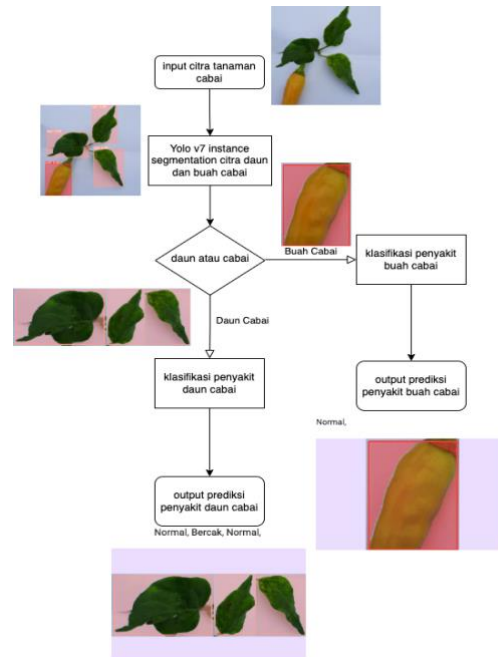 input citra tanaman
cabai
Yolo v7 instance
segmentation citra daun
dan buah cabai
daun atau cabai
Buah Cabai
klasifikasi penyakit
buah cabai
Daun Cabai
klasifikasi penyakit
daun cabai
output prediksi
penyakit buah cabai
Normal,
output prediksi
penyakit daun cabai
Normal, Bercak, Normal,